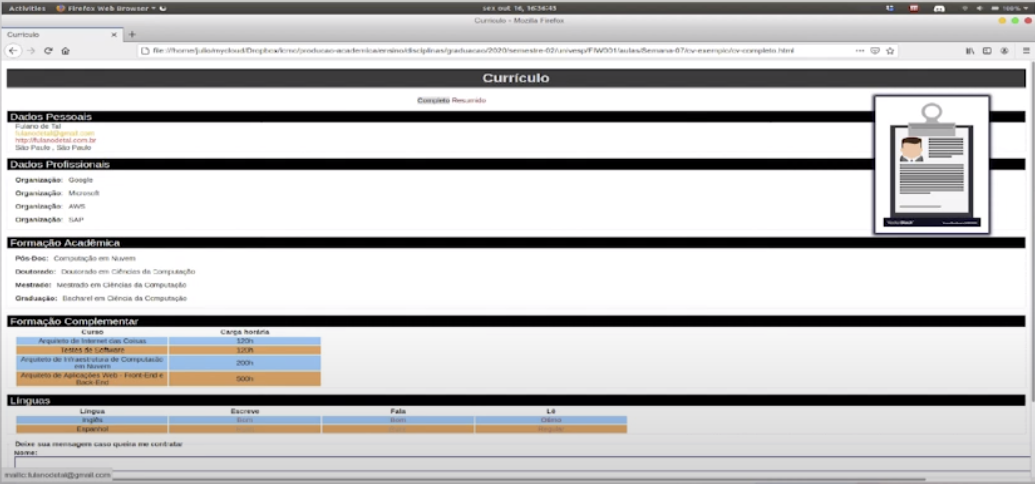 Activities Firefox Web Browser
sex out 16, 16:34:43
100%
Currículo - Mozilla Firefox
Currículo
file:///home/julio/mycloud/Dropbox/icmc/producao-academica/ensino/disciplinas/graduacao/2020/semestre-02/univesp/FIW001/aulas/Semana-07/cv-exemplo/cv-completo.html
Currículo
Completo Resumido
Dados Pessoais
Fulano de Tal
fulanodetal@gmail.com
http://fulanodetal.com.br
São Paulo , São Paulo
Dados Profissionais
Organização: Google
Organização: Microsoft
Organização: AWS
Organização: SAP
Formação Acadêmica
Pós-Doc: Computação em Nuvem
Doutorado: Doutorado em Ciências da Computação
Mestrado: Mestrado em Ciências da Computação
Graduação: Bacharel em Ciência da Computação
Formação Complementar
Curso Carga horária
Arquiteto de Internet das Coisas 120h
Testes de Software 120h
Arquiteto de Infraestrutura de Computação 200h
em Nuvem
Arquiteto de Aplicações Web - Front-End e 500h
Back-End
Línguas
Língua Escreve Fala Lê
Inglês Bom Bom Ótimo
Espanhol
Deixe sua mensagem caso queira me contratar
Nome:
mailto:fulanodetal@gmail.com